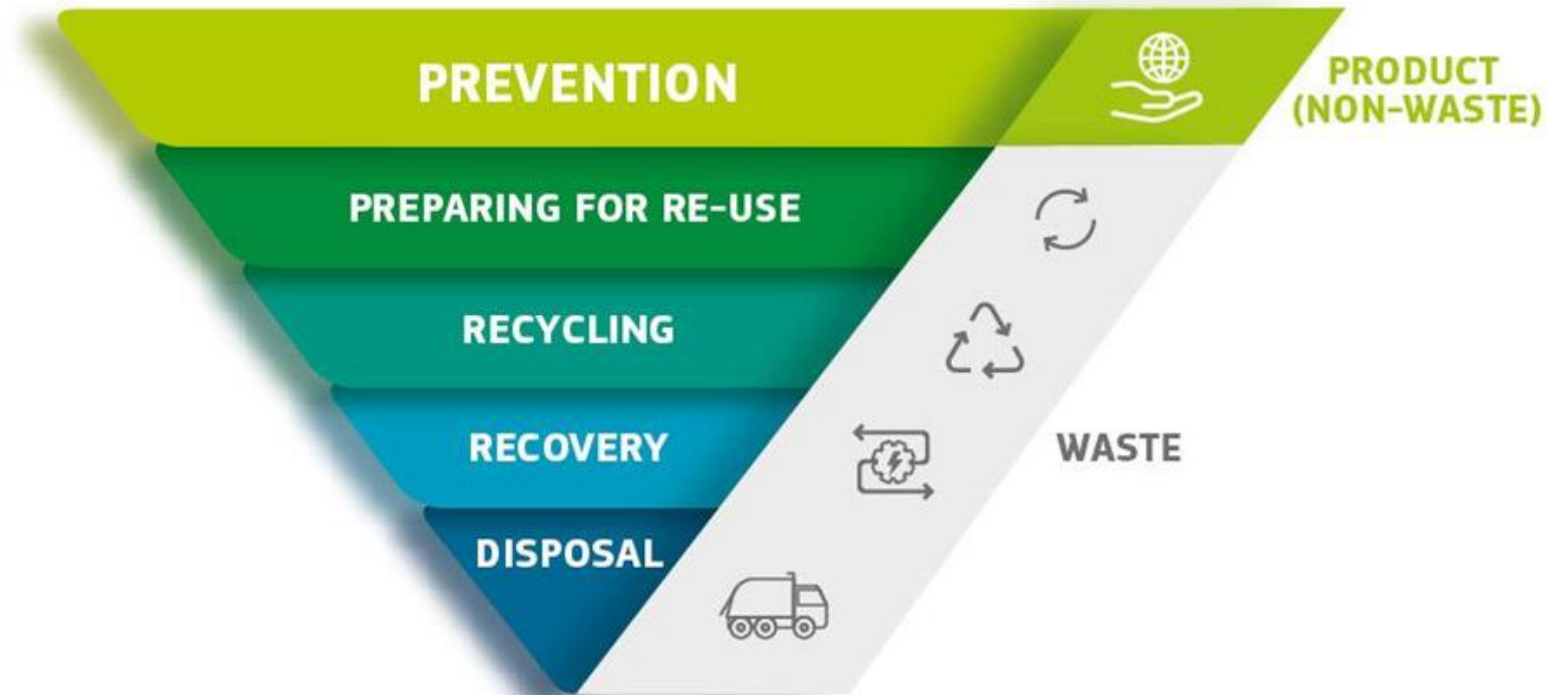 PREVENTION
PRODUCT
(NON-WASTE)
PREPARING FOR RE-USE
RECYCLING
RECOVERY
WASTE
DISPOSAL